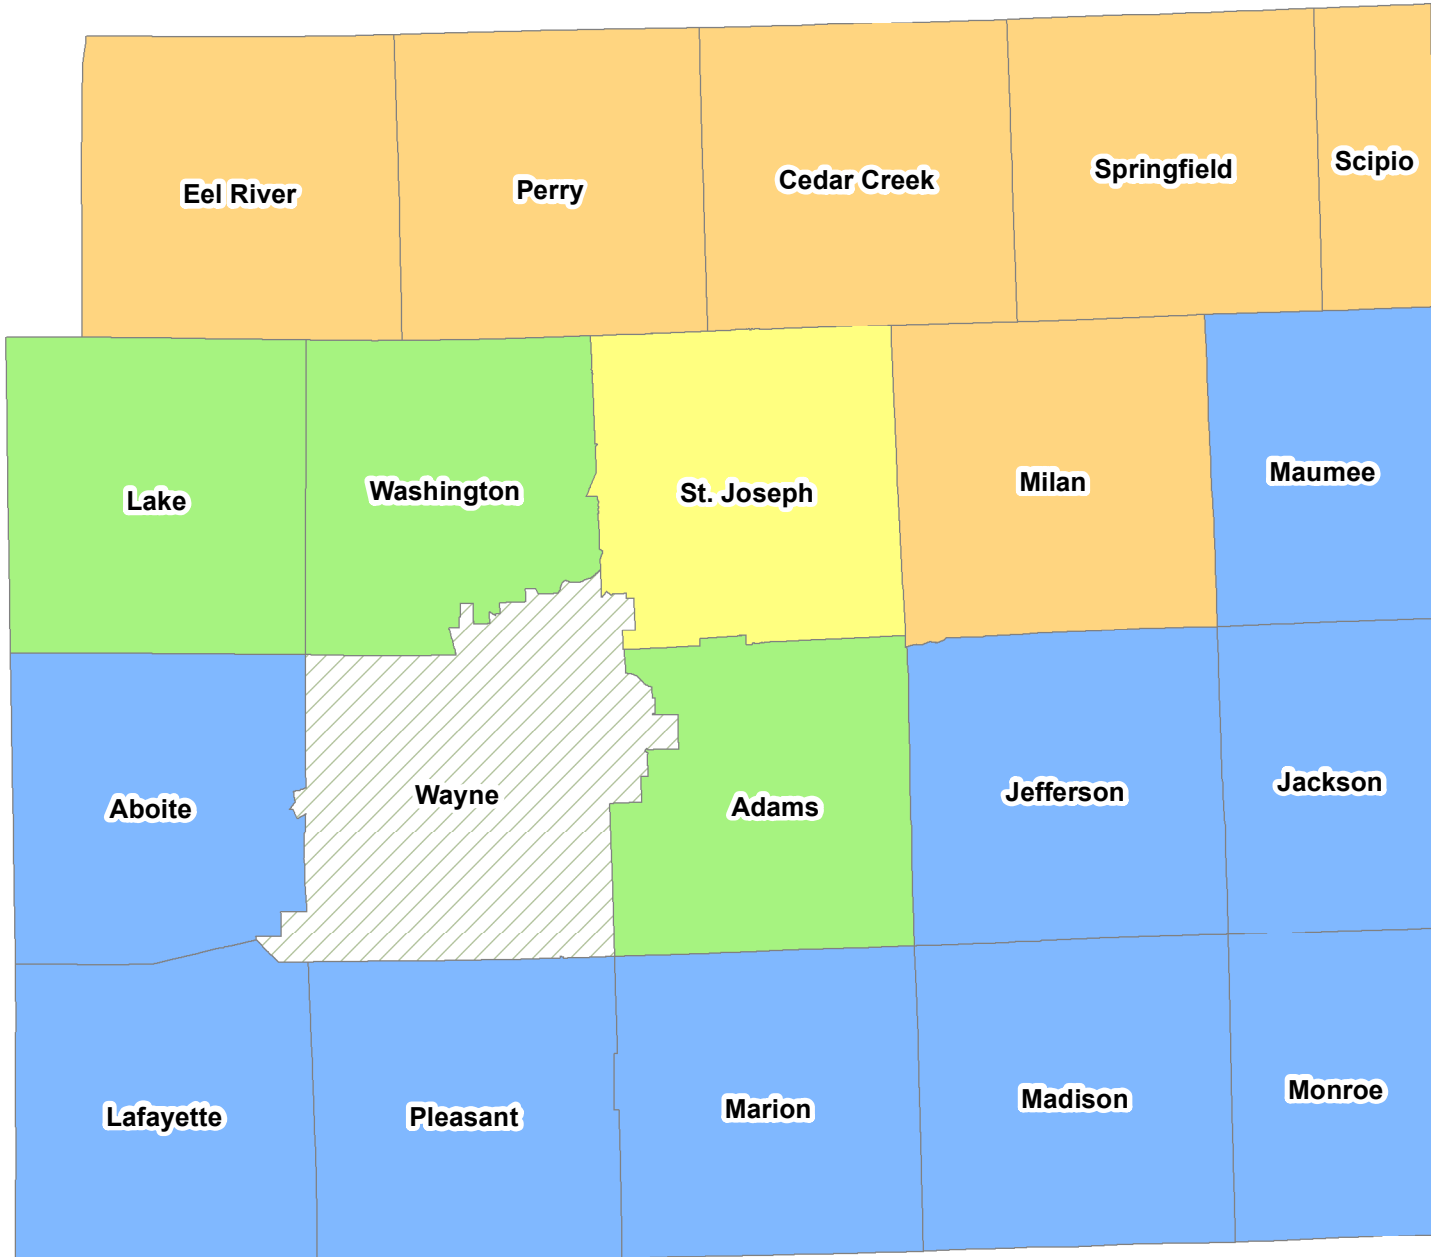 Eel River
Perry
Cedar Creek
Springfield
Scipio
Lake
Washington
St. Joseph
Milan
Maumee
Aboite
Wayne
Adams
Jefferson
Jackson
Lafayette
Pleasant
Marion
Madison
Monroe